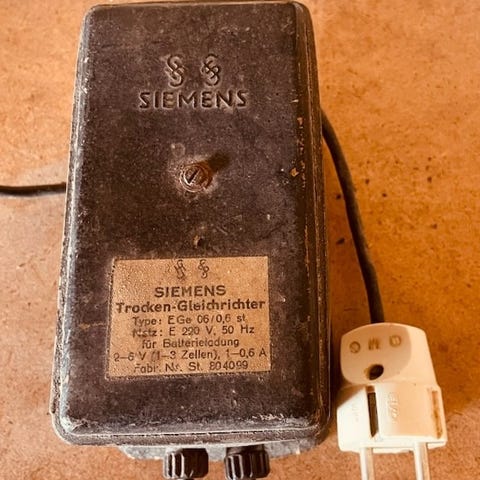 SIEMENS
SIEMENS
Trocken-Gleichrichter
Type: EGe 06/0,6 st.
Netz: E 220 V, 50 Hz
für Batterieladung
2-6 V (1-3 Zellen), 1-0,6 A
Fabr. Nr. St. 804099